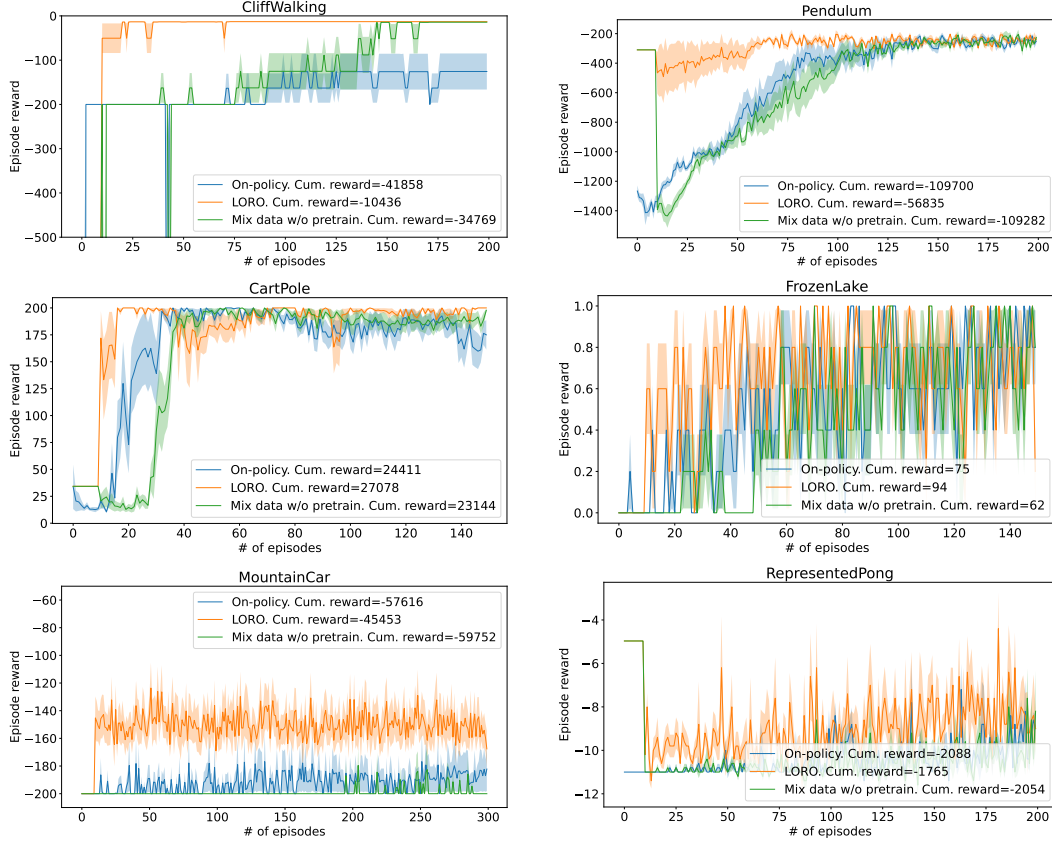 CliffWalking
0
−100
−200
−300
−400
−500
Episode reward
0 25 50 75 100 125 150 175 200
# of episodes
On-policy. Cum. reward=-41858
LORO. Cum. reward=-10436
Mix data w/o pretrain. Cum. reward=-34769
Pendulum
−200
−400
−600
−800
−1000
−1200
−1400
Episode reward
0 25 50 75 100 125 150 175 200
# of episodes
On-policy. Cum. reward=-109700
LORO. Cum. reward=-56835
Mix data w/o pretrain. Cum. reward=-109282
CartPole
200
175
150
125
100
75
50
25
0
Episode reward
0 20 40 60 80 100 120 140
# of episodes
On-policy. Cum. reward=24411
LORO. Cum. reward=27078
Mix data w/o pretrain. Cum. reward=23144
FrozenLake
1.0
0.8
0.6
0.4
0.2
0.0
Episode reward
0 20 40 60 80 100 120 140
# of episodes
On-policy. Cum. reward=75
LORO. Cum. reward=94
Mix data w/o pretrain. Cum. reward=62
MountainCar
−60
−80
−100
−120
−140
−160
−180
−200
Episode reward
0 50 100 150 200 250 300
# of episodes
On-policy. Cum. reward=-57616
LORO. Cum. reward=-45453
Mix data w/o pretrain. Cum. reward=-59752
RepresentedPong
−4
−6
−8
−10
−12
Episode reward
0 25 50 75 100 125 150 175 200
# of episodes
On-policy. Cum. reward=-2088
LORO. Cum. reward=-1765
Mix data w/o pretrain. Cum. reward=-2054